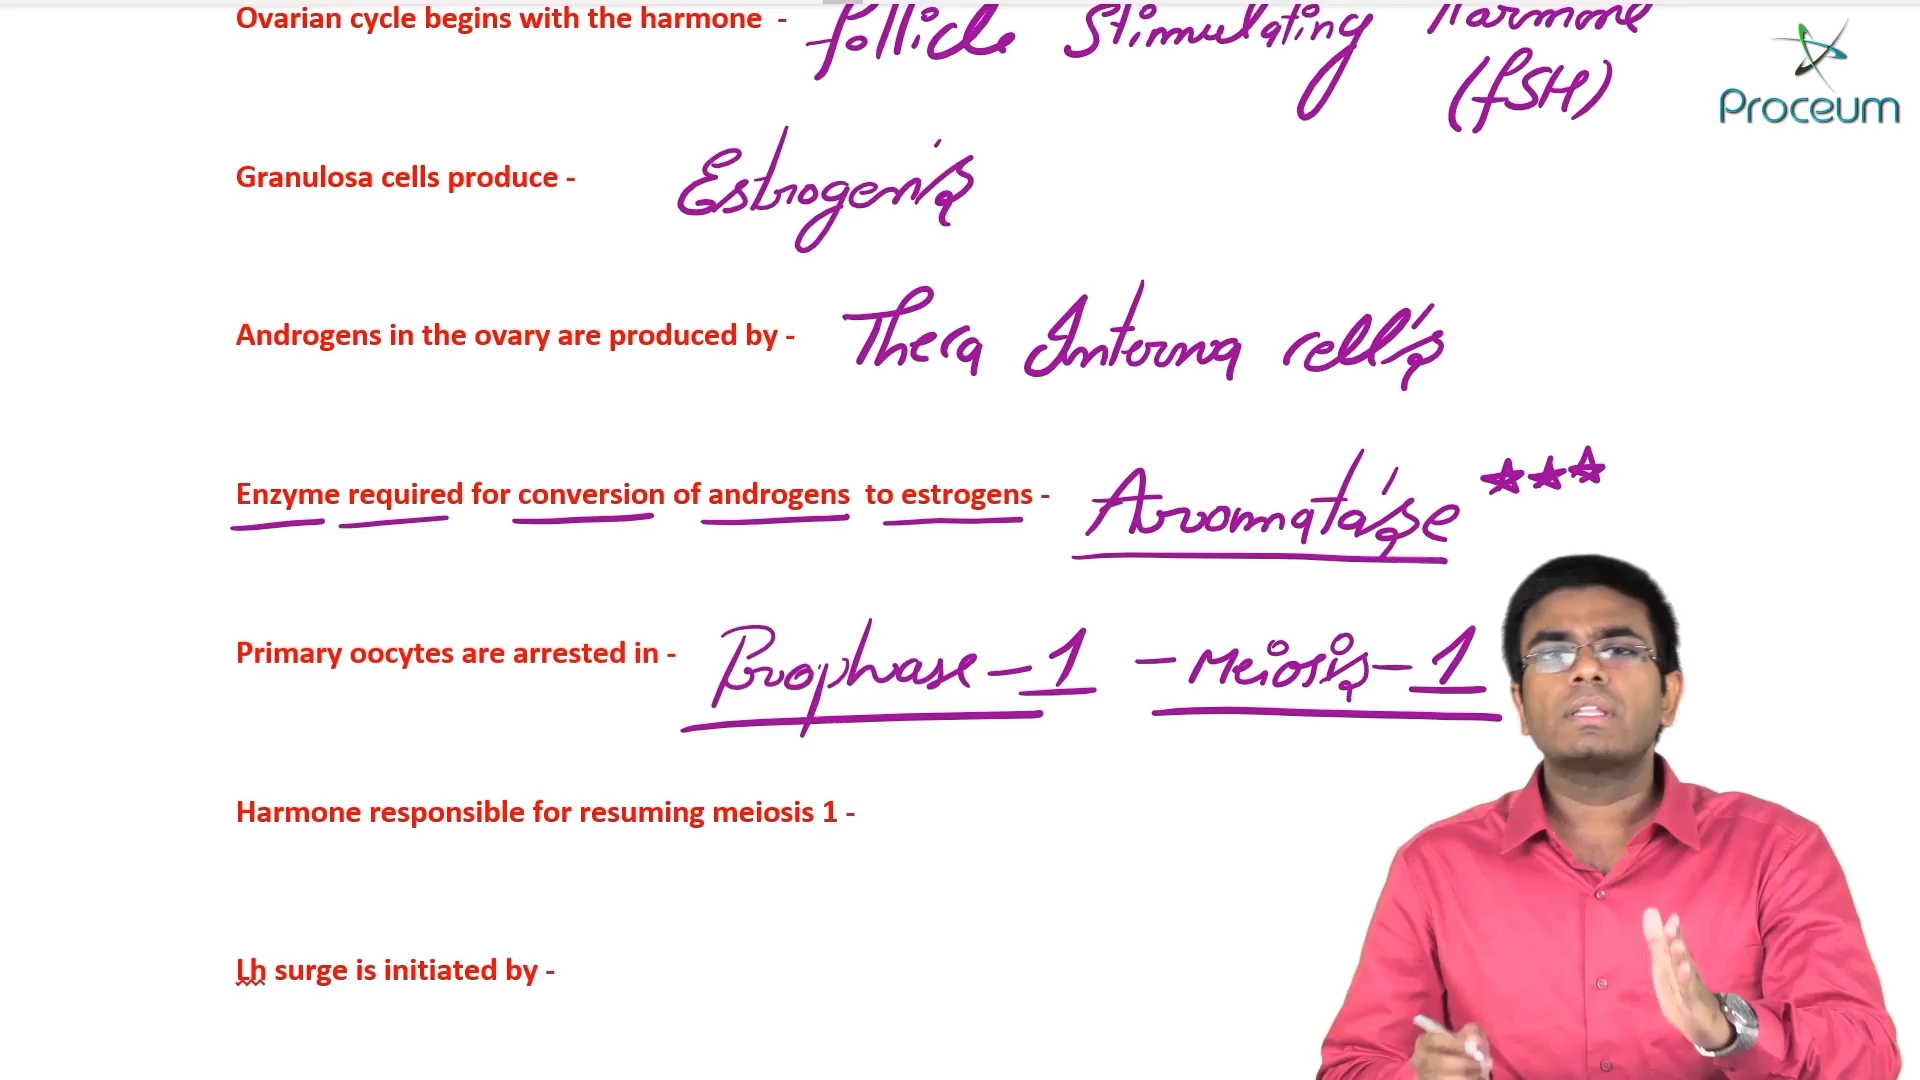 Ovarian cycle begins with the harmone - follicle Stimulating Harmone
(fSH)
Proceum
Granulosa cells produce - Estrogen's
Androgens in the ovary are produced by - Theca Interna cell's
Enzyme required for conversion of androgens to estrogens - Aromatase ★★★
Primary oocytes are arrested in - Prophase - 1 - Meiosis - 1
Harmone responsible for resuming meiosis 1 -
Lh surge is initiated by -